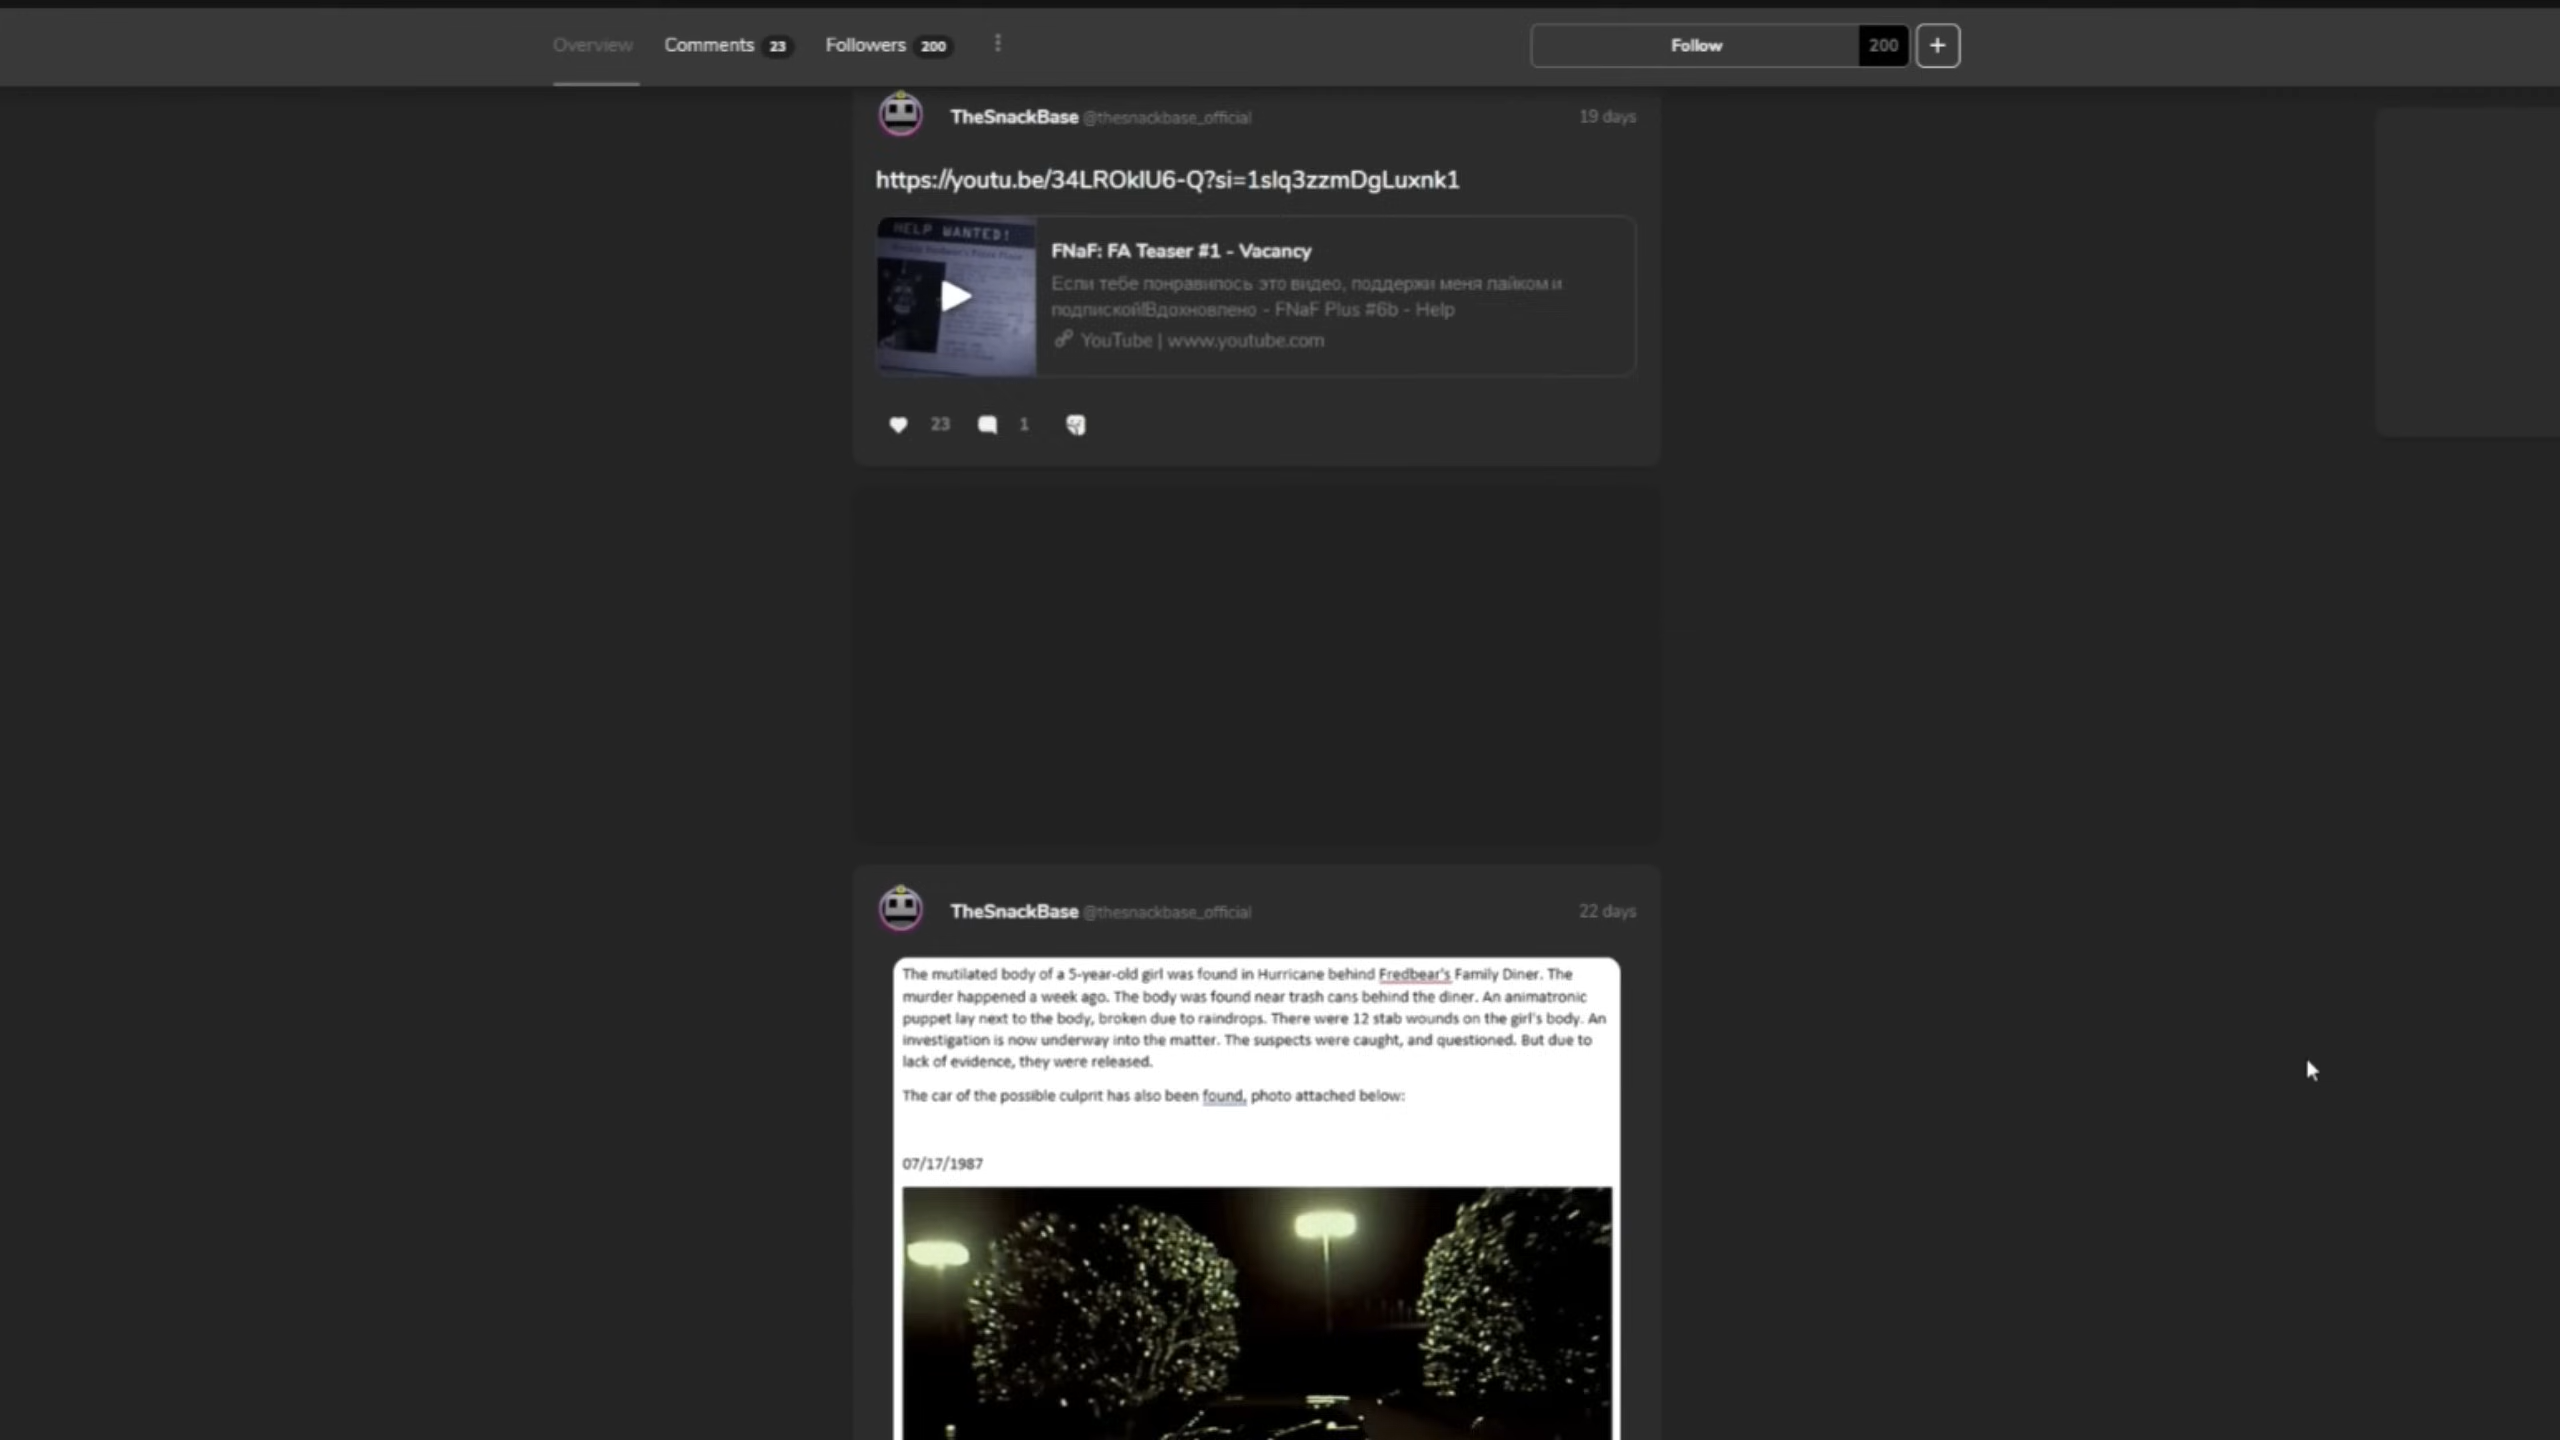 Overview Comments 23 Followers 200 Follow 200 +
TheSnackBase @thesnackbase_official 19 days
https://youtu.be/34LROklU6-Q?si=1slq3zzmDgLuxnk1
HELP WANTED!
FNaF: FA Teaser #1 - Vacancy
Если тебе понравилось это видео, поддержи меня лайком и
подпиской!Вдохновлено - FNaF Plus #6b - Help
YouTube | www.youtube.com
23 1
TheSnackBase @thesnackbase_official 22 days
The mutilated body of a 5-year-old girl was found in Hurricane behind Fredbear's Family Diner. The
murder happened a week ago. The body was found near trash cans behind the diner. An animatronic
puppet lay next to the body, broken due to raindrops. There were 12 stab wounds on the girl's body. An
investigation is now underway into the matter. The suspects were caught, and questioned. But due to
lack of evidence, they were released.
The car of the possible culprit has also been found, photo attached below:
07/17/1987